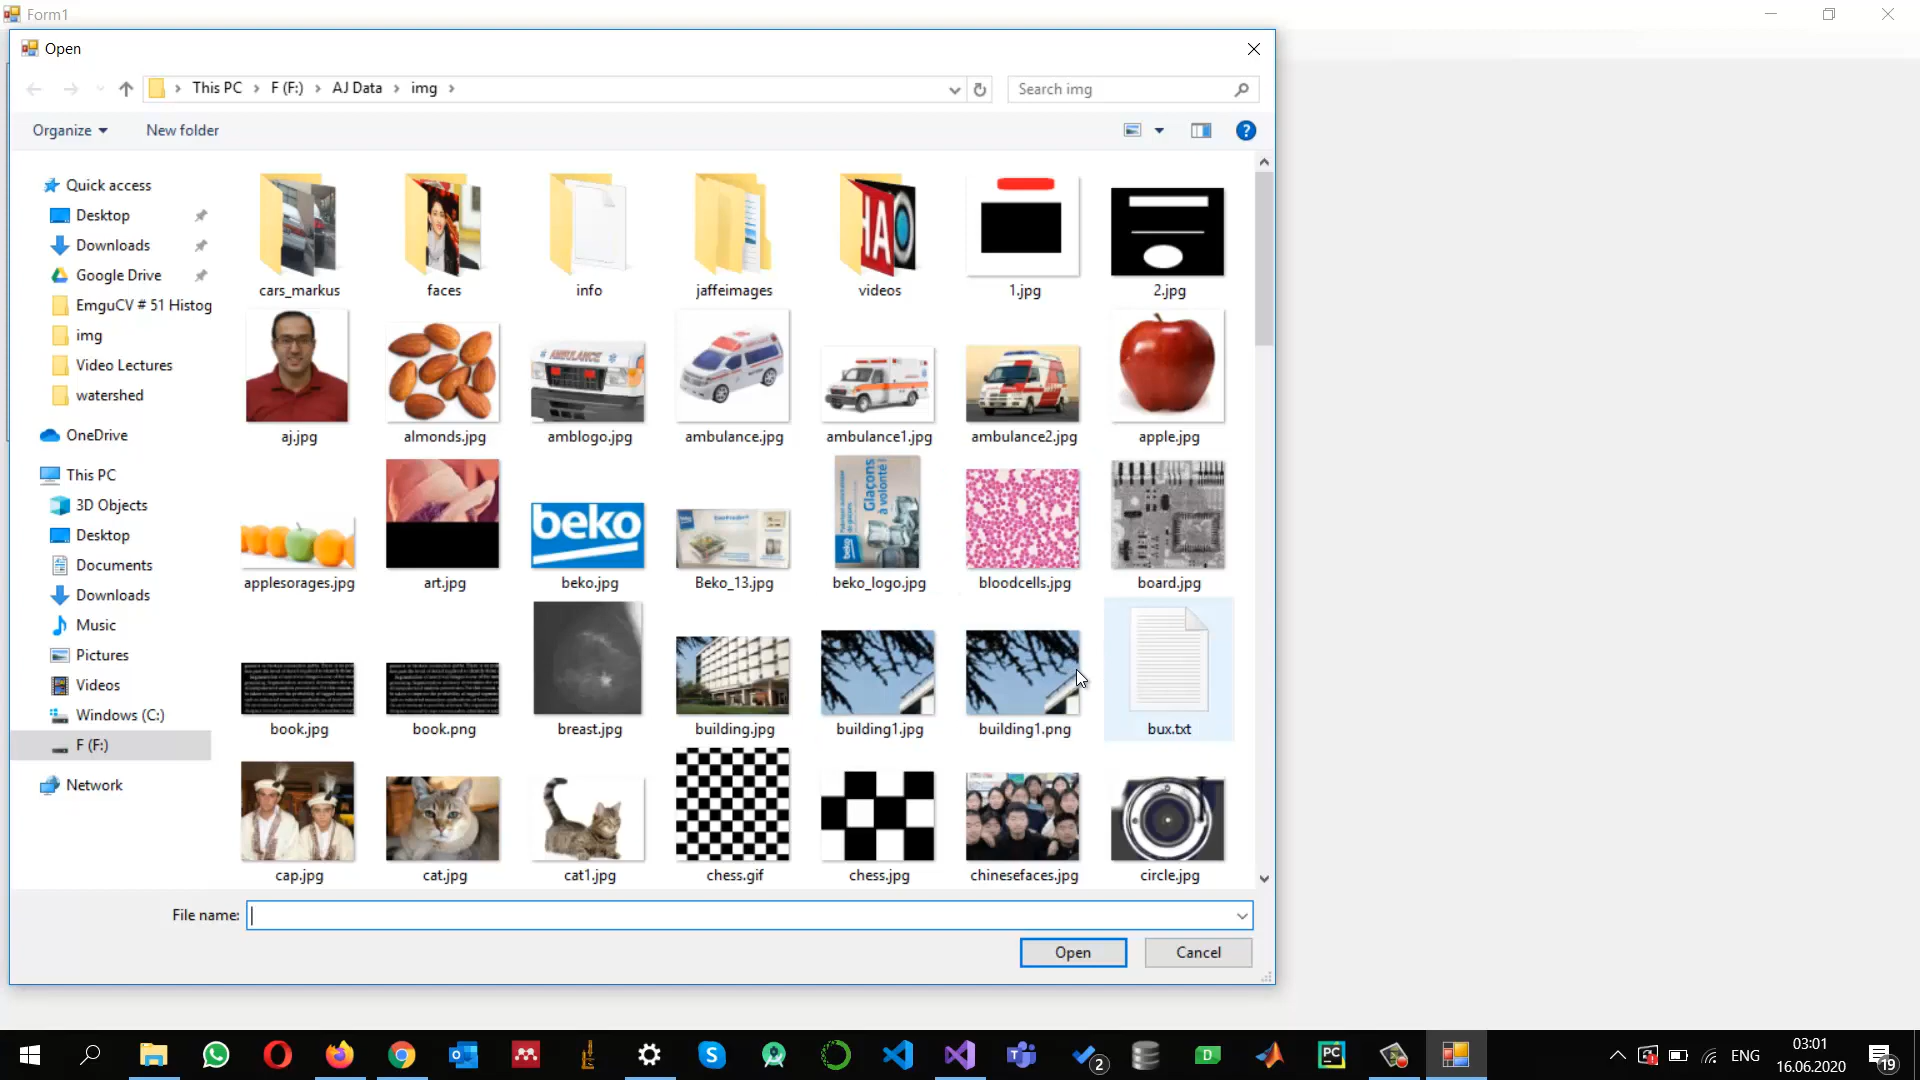 Form1
Open
This PC
F (F:)
AJ Data
img
Search img
Organize
New folder
Quick access
Desktop
Downloads
Google Drive
EmguCV # 51 Histog
img
Video Lectures
watershed
OneDrive
This PC
3D Objects
Desktop
Documents
Downloads
Music
Pictures
Videos
Windows (C:)
F (F:)
Network
cars_markus
faces
info
jaffeimages
videos
1.jpg
2.jpg
AMBULANCE
aj.jpg
almonds.jpg
amblogo.jpg
ambulance.jpg
ambulance1.jpg
ambulance2.jpg
apple.jpg
beko
Glaçons
à volonté !
beko
applesorages.jpg
art.jpg
beko.jpg
Beko_13.jpg
beko_logo.jpg
bloodcells.jpg
board.jpg
book.jpg
book.png
breast.jpg
building.jpg
building1.jpg
building1.png
bux.txt
cap.jpg
cat.jpg
cat1.jpg
chess.gif
chess.jpg
chinesefaces.jpg
circle.jpg
File name:
Open
Cancel
2
PC
D
ENG
03:01
16.06.2020
19